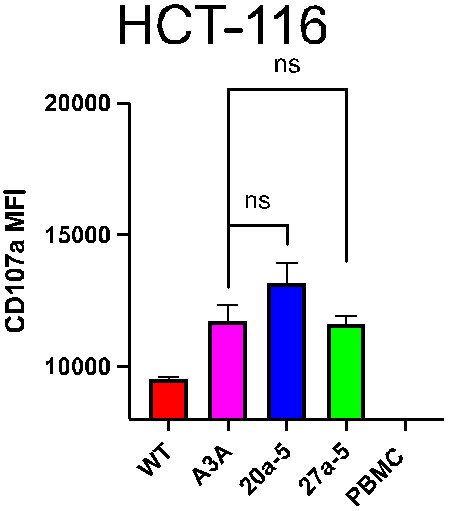 HCT-116
ns
20000
ns
15000
10000
CD107a MFI
WT
A3A
20a-5
27a-5
PBMC